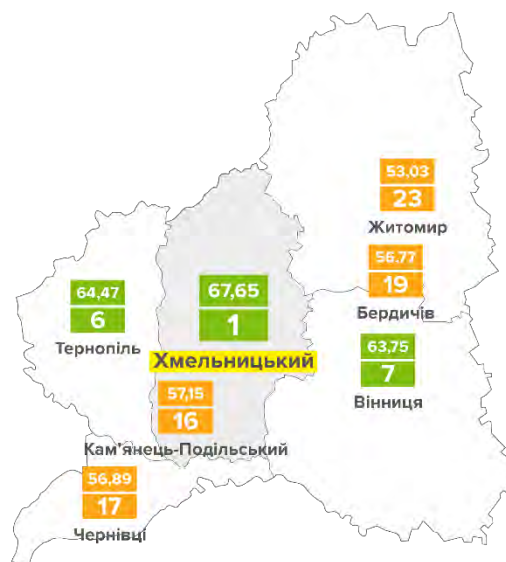 53,03
23
Житомир
56,77
19
Бердичів
64,47
6
Тернопіль
67,65
1
Хмельницький
63,75
7
Вінниця
57,15
16
Кам'янець-Подільський
56,89
17
Чернівці